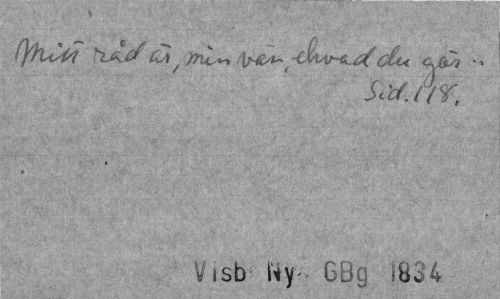 Mitt råd är, min vän, ehvad du gör..
Sid. 118.
Visb Ny GBg 1834